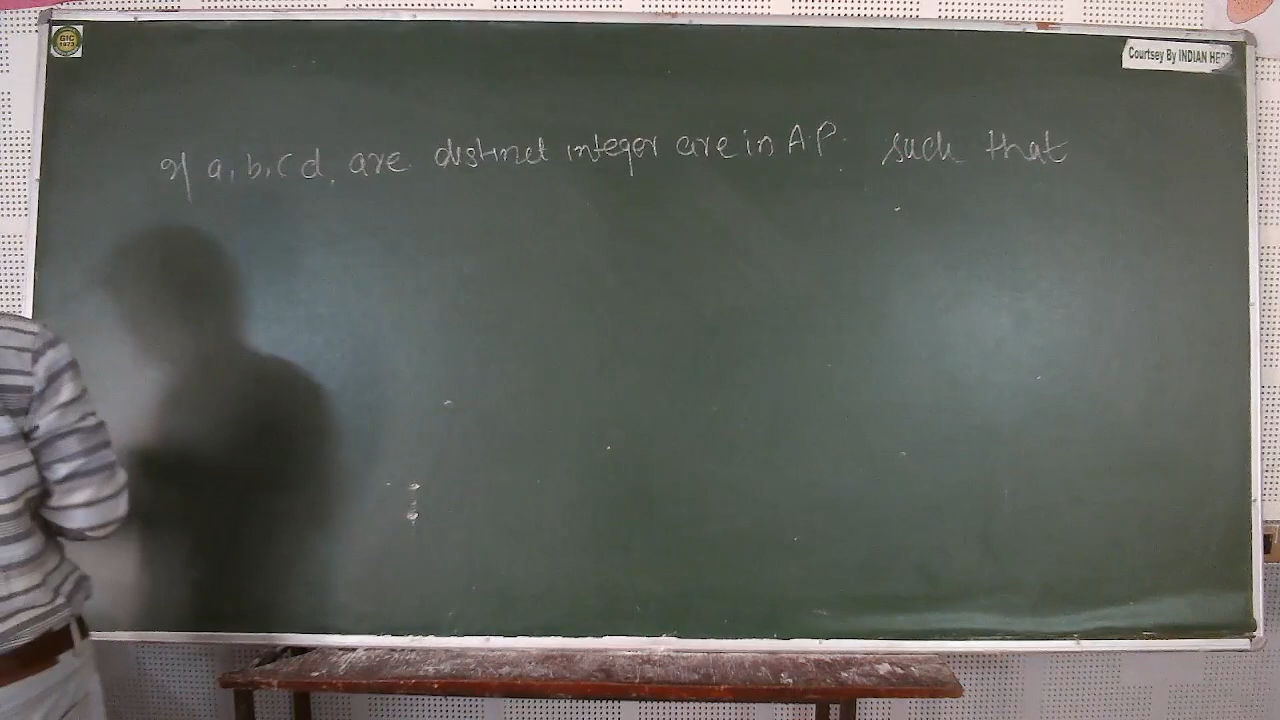 Courtsey By INDIAN
If a, b, c d, are distinct integer are in A.P. such that